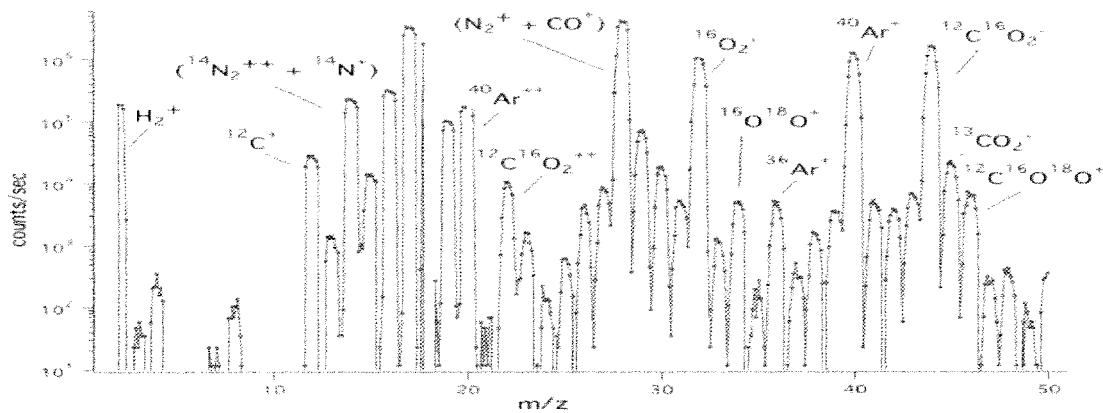 (N₂⁺ + CO⁺)
¹⁶O₂⁺
⁴⁰Ar⁺
¹²C¹⁶O₂⁻
(¹⁴N₂⁺⁺ + ¹⁴N⁺)
⁴⁰Ar⁺⁺
H₂⁺
¹²C⁺
¹⁶O¹⁸O⁺
¹²C¹⁶O₂⁺⁺
³⁶Ar⁺
¹³CO₂⁻
¹²C¹⁶O¹⁸O⁺
counts/sec
10 20 30 40 50
m/z